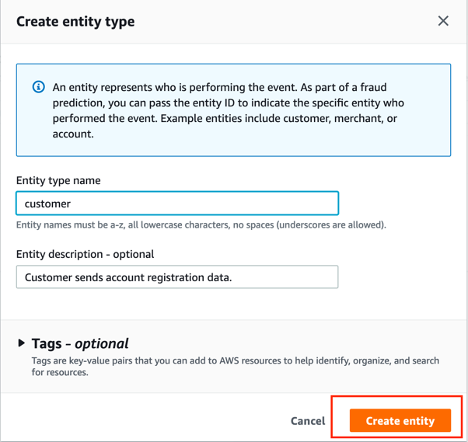 Create entity type
An entity represents who is performing the event. As part of a fraud
prediction, you can pass the entity ID to indicate the specific entity who
performed the event. Example entities include customer, merchant, or
account.
Entity type name
customer
Entity names must be a-z, all lowercase characters, no spaces (underscores are allowed).
Entity description - optional
Customer sends account registration data.
Tags - optional
Tags are key-value pairs that you can add to AWS resources to help identify, organize, and search
for resources.
Cancel Create entity